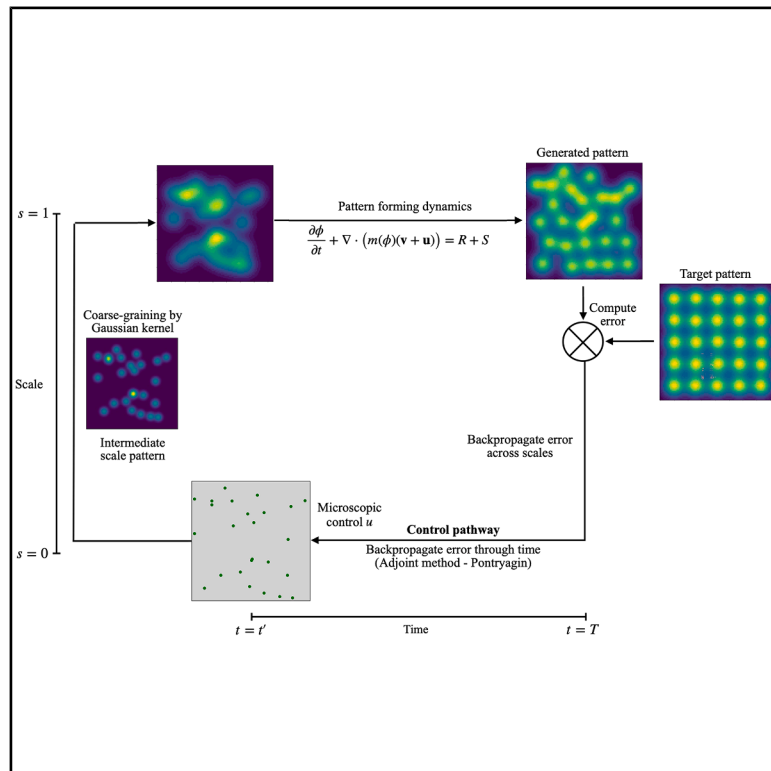 Generated pattern
s = 1
Pattern forming dynamics
∂ϕ/∂t + ∇ · (m(ϕ)(v + u)) = R + S
Target pattern
Compute
error
Coarse-graining by
Gaussian kernel
Scale
Intermediate
scale pattern
Backpropagate error
across scales
Microscopic
control u
Control pathway
Backpropagate error through time
(Adjoint method - Pontryagin)
s = 0
t = t′
Time
t = T